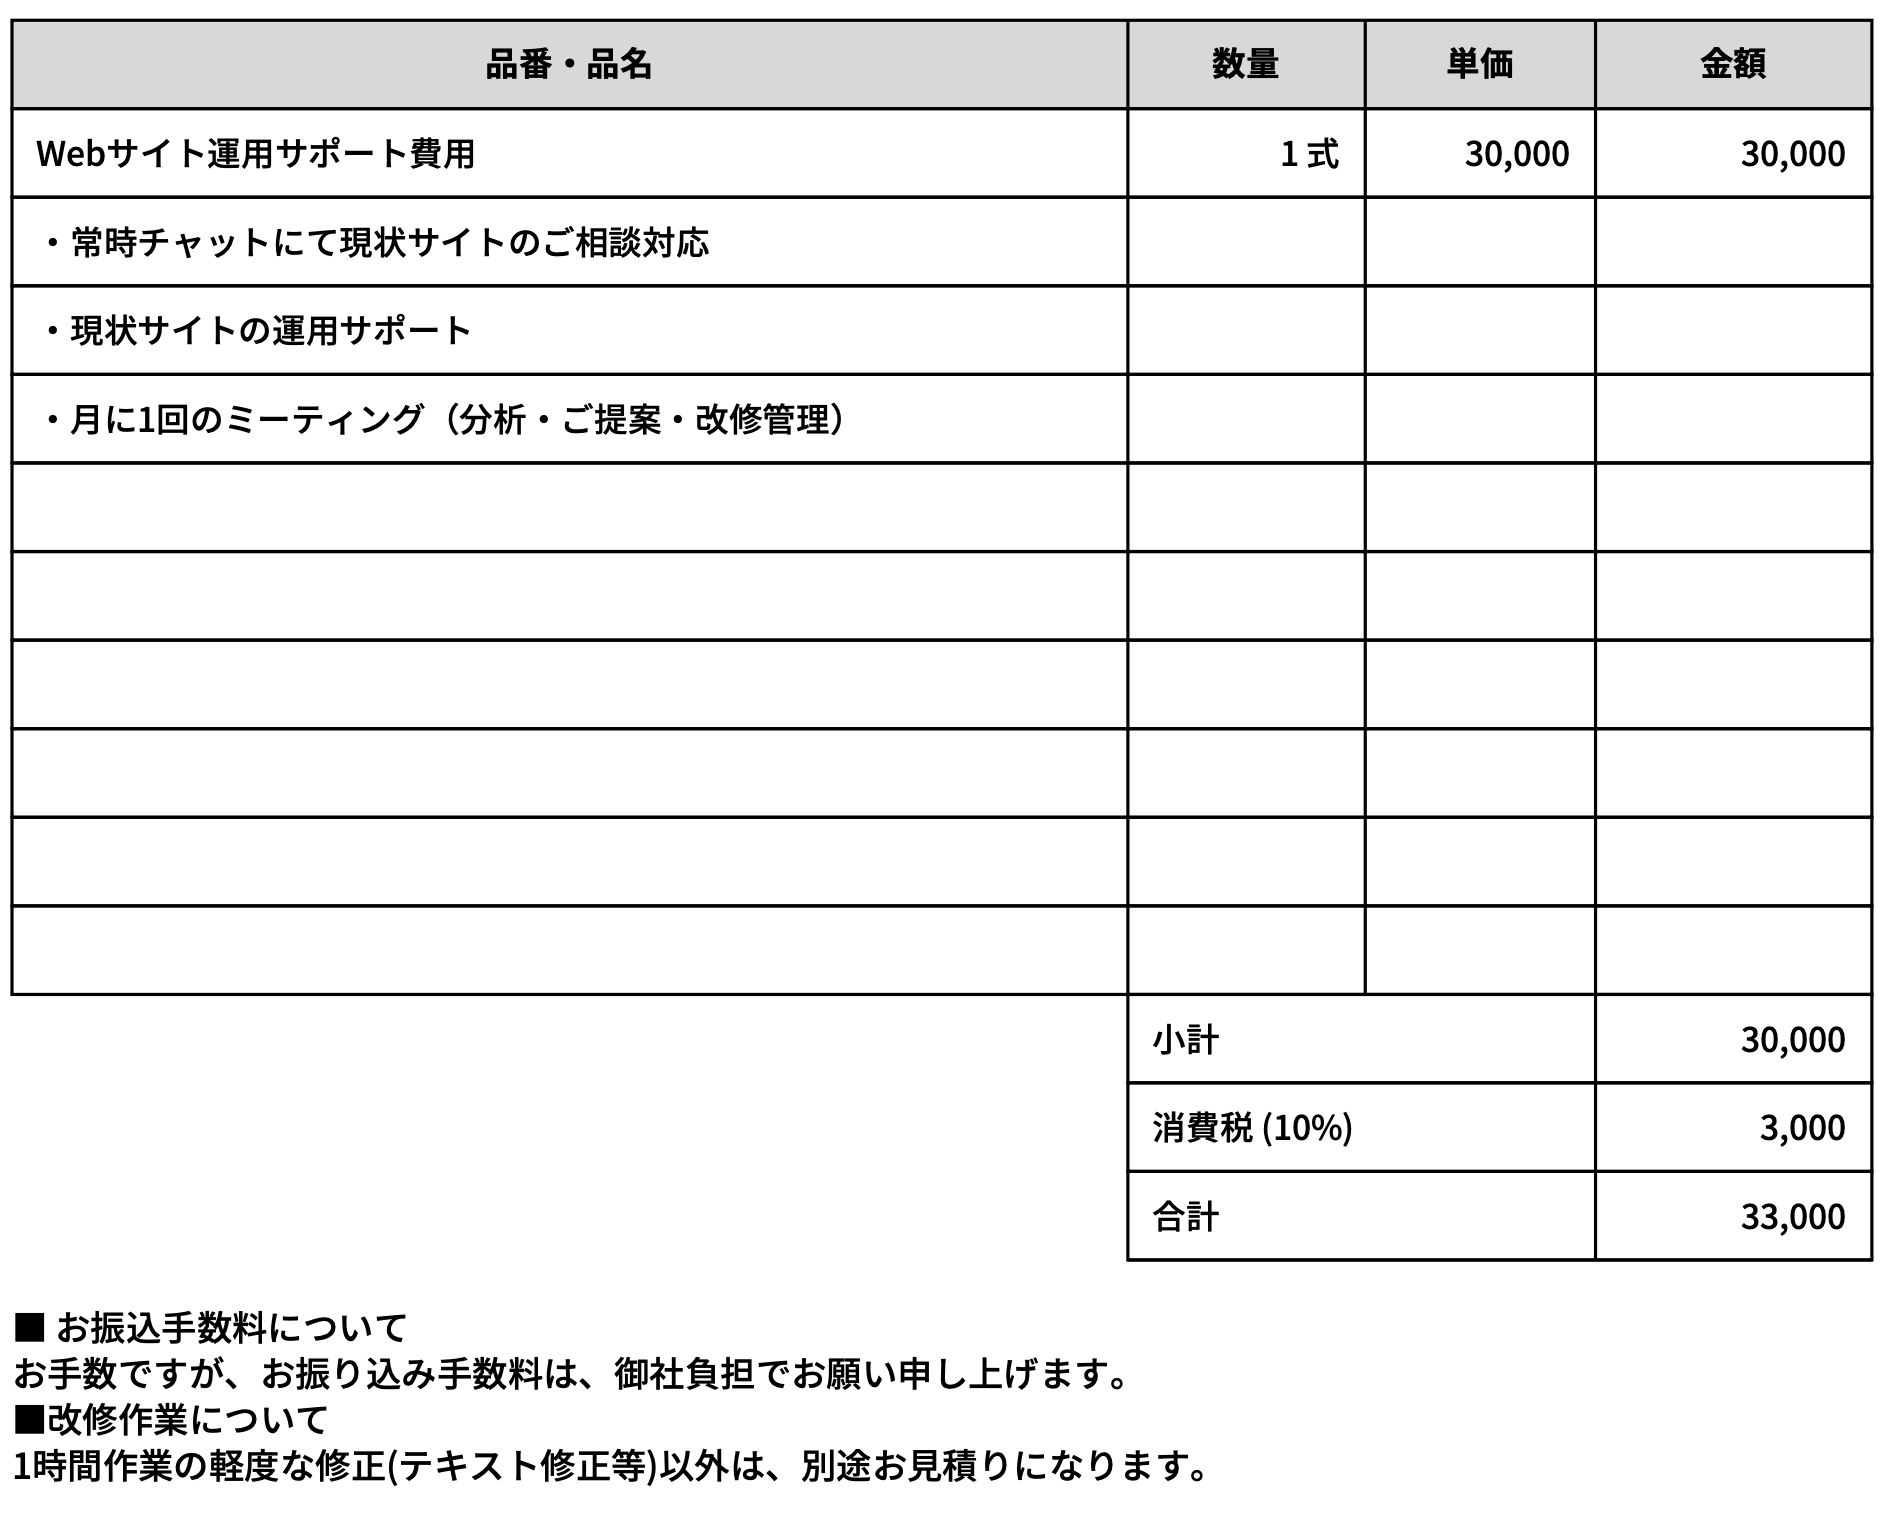 品番・品名 数量 単価 金額
Webサイト運用サポート費用 1 式 30,000 30,000
・常時チャットにて現状サイトのご相談対応
・現状サイトの運用サポート
・月に1回のミーティング（分析・ご提案・改修管理）
小計 30,000
消費税 (10%) 3,000
合計 33,000
■ お振込手数料について
お手数ですが、お振り込み手数料は、御社負担でお願い申し上げます。
■改修作業について
1時間作業の軽度な修正(テキスト修正等)以外は、別途お見積りになります。